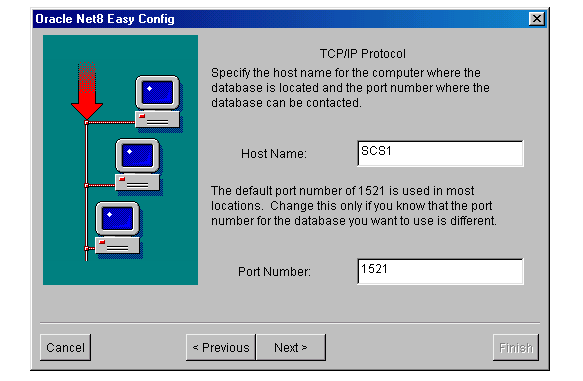 Oracle Net8 Easy Config
TCP/IP Protocol
Specify the host name for the computer where the
database is located and the port number where the
database can be contacted.
Host Name:
SCS1
The default port number of 1521 is used in most
locations. Change this only if you know that the port
number for the database you want to use is different.
Port Number:
1521
Cancel
< Previous
Next >
Finish